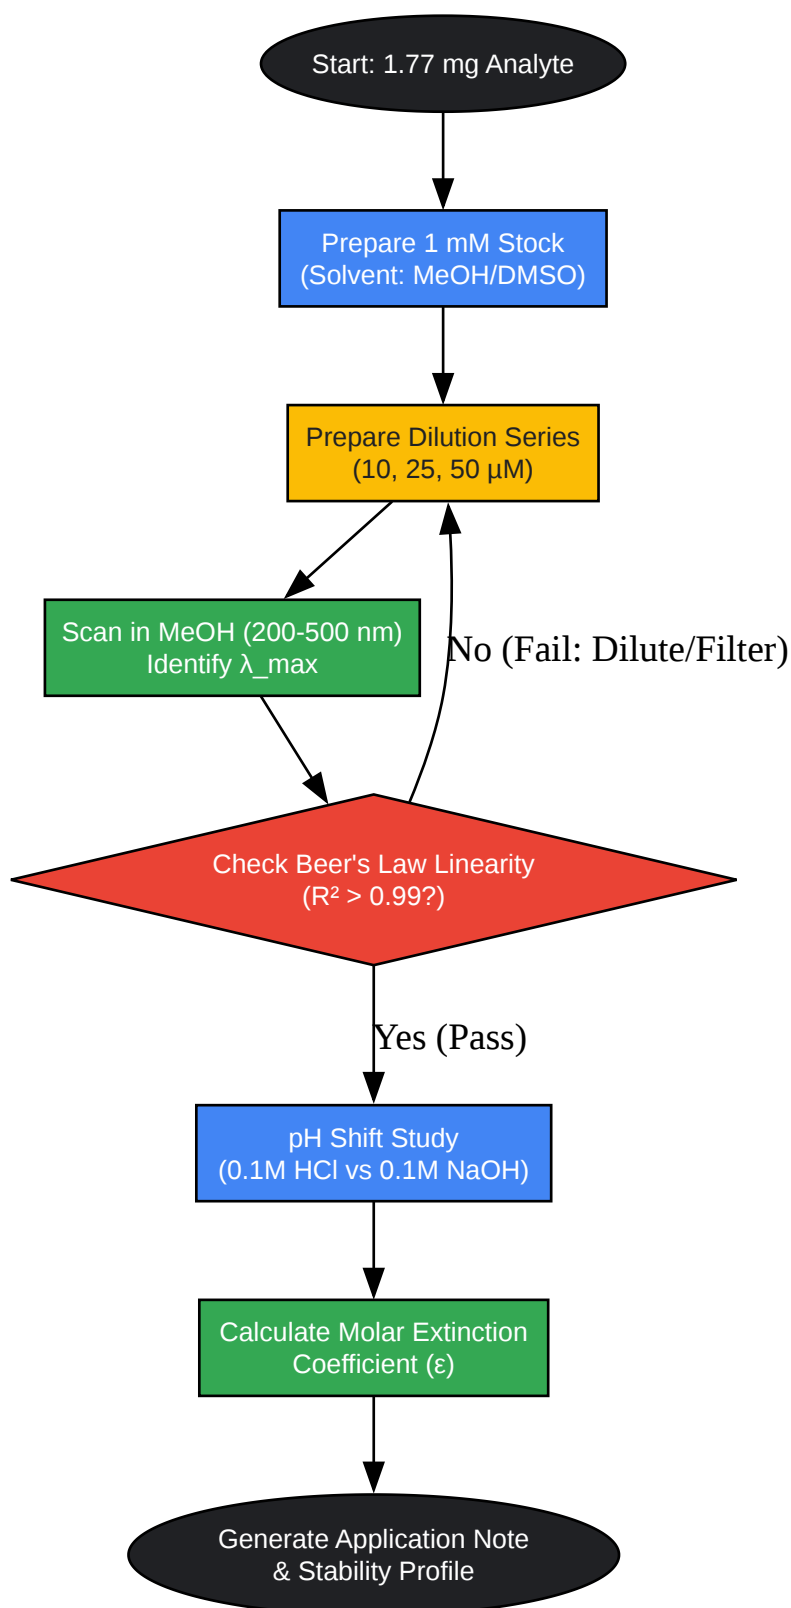 Start: 1.77 mg Analyte
Prepare 1 mM Stock
(Solvent: MeOH/DMSO)
Prepare Dilution Series
(10, 25, 50 µM)
Scan in MeOH (200-500 nm)
Identify λ_max
No (Fail: Dilute/Filter)
Check Beer's Law Linearity
(R² > 0.99?)
Yes (Pass)
pH Shift Study
(0.1M HCl vs 0.1M NaOH)
Calculate Molar Extinction
Coefficient (ε)
Generate Application Note
& Stability Profile